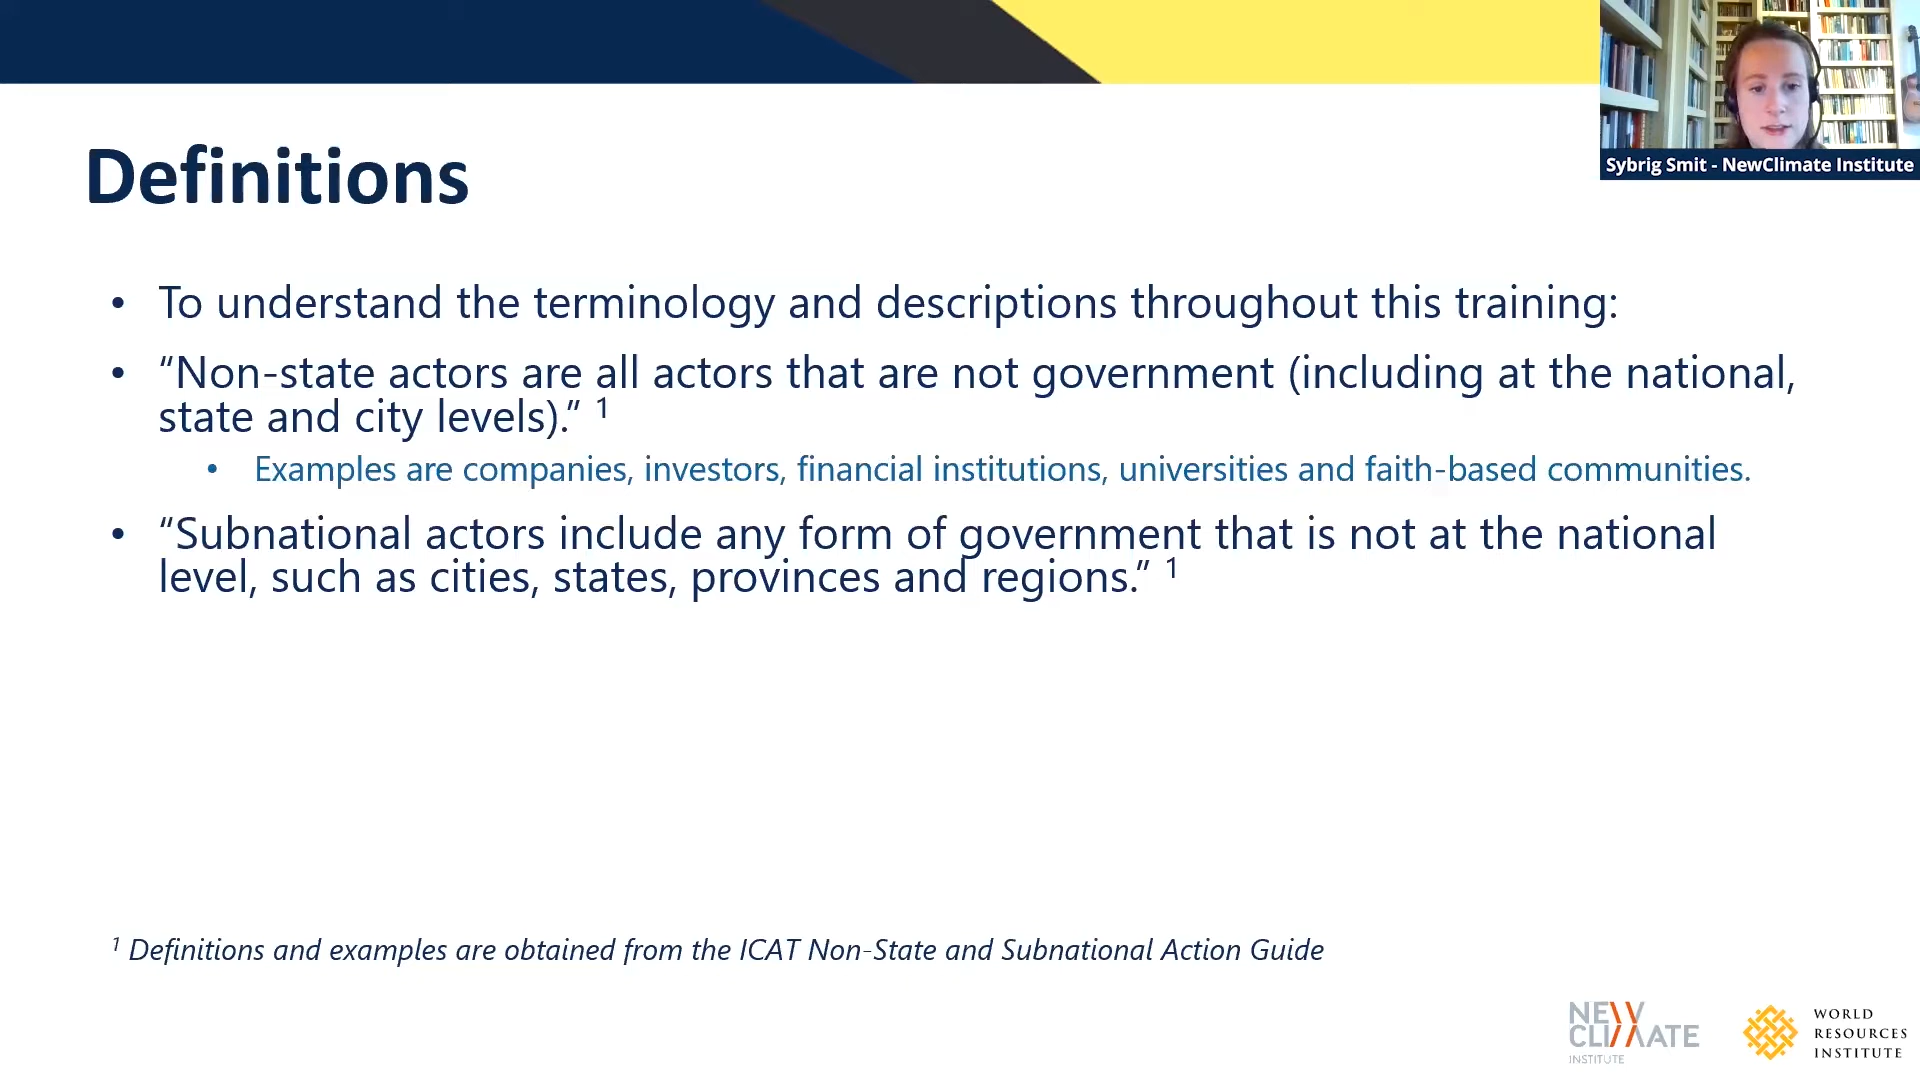 Sybrig Smit - NewClimate Institute
Definitions
• To understand the terminology and descriptions throughout this training:
• “Non-state actors are all actors that are not government (including at the national,
state and city levels).” 1
• Examples are companies, investors, financial institutions, universities and faith-based communities.
• “Subnational actors include any form of government that is not at the national
level, such as cities, states, provinces and regions.” 1
1 Definitions and examples are obtained from the ICAT Non-State and Subnational Action Guide
NEW
CLIMATE
INSTITUTE
WORLD
RESOURCES
INSTITUTE